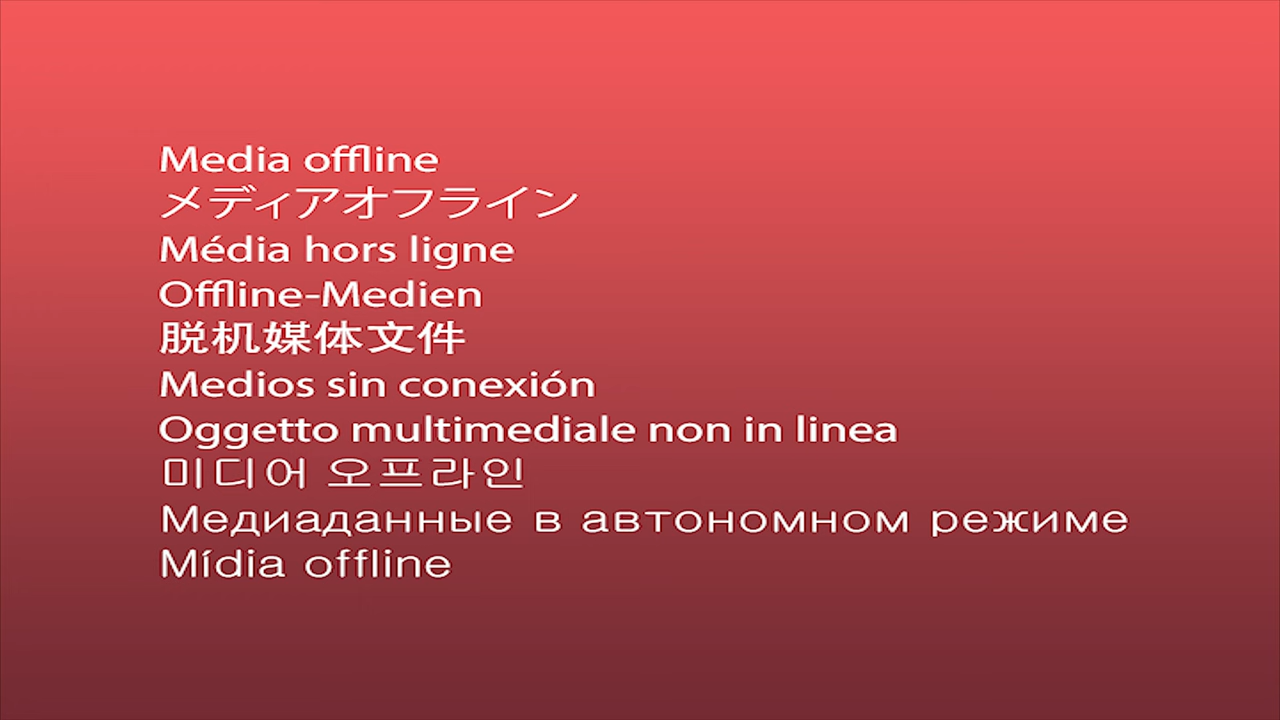 Media offline
メディアオフライン
Média hors ligne
Offline-Medien
脱机媒体文件
Medios sin conexión
Oggetto multimediale non in linea
미디어 오프라인
Медиаданные в автономном режиме
Mídia offline